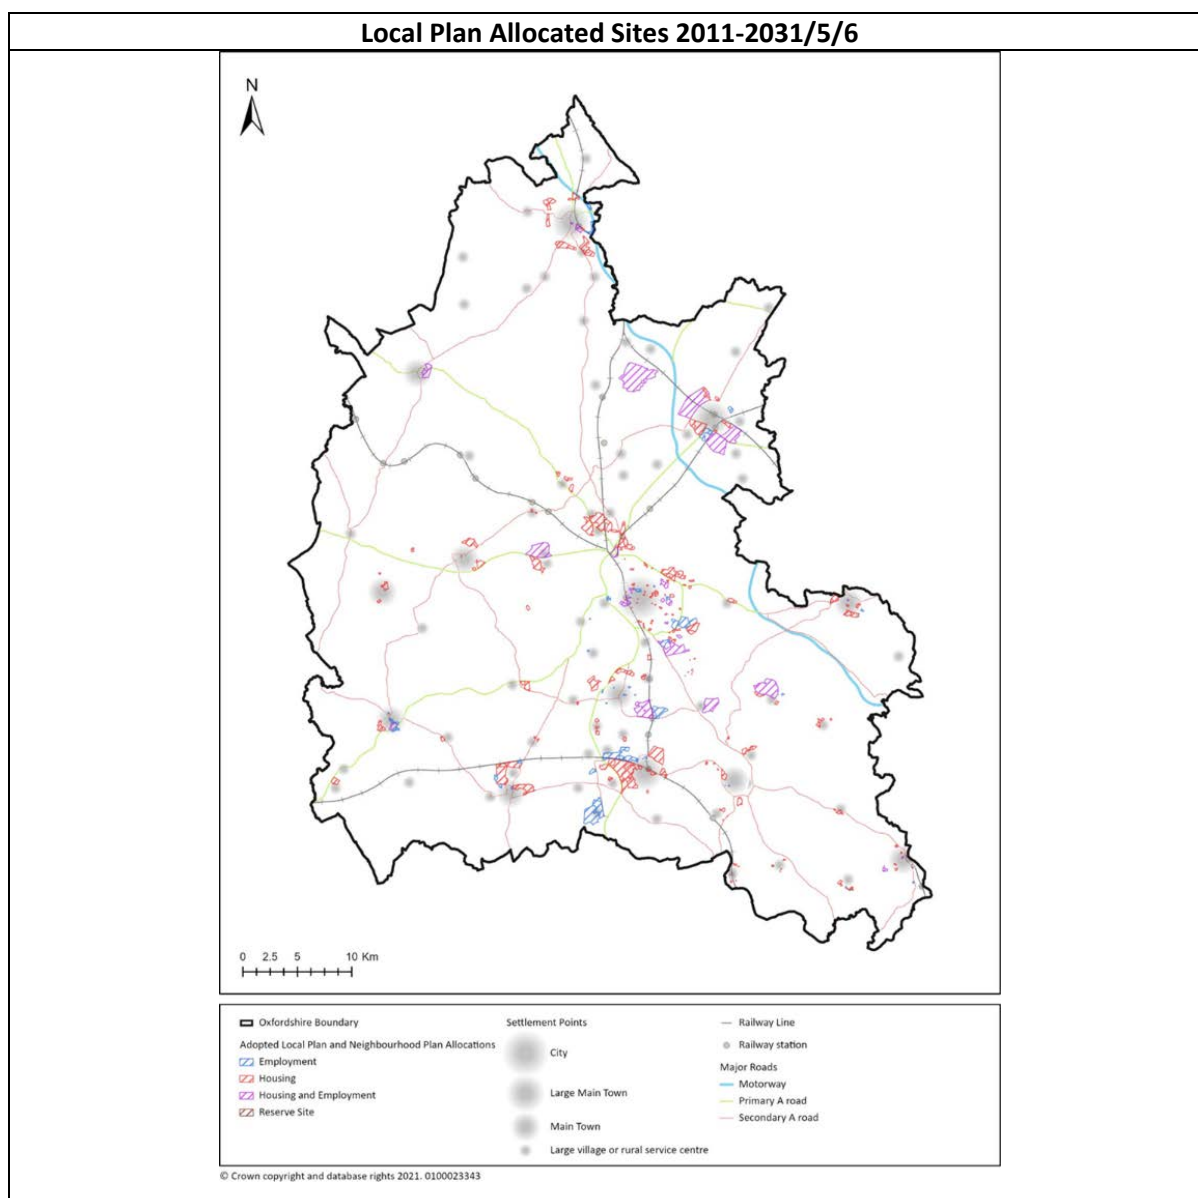 Local Plan Allocated Sites 2011-2031/5/6
N
0 2.5 5 10 Km
Oxfordshire Boundary
Adopted Local Plan and Neighbourhood Plan Allocations
Employment
Housing
Housing and Employment
Reserve Site
Settlement Points
City
Large Main Town
Main Town
Large village or rural service centre
Railway Line
Railway station
Major Roads
Motorway
Primary A road
Secondary A road
© Crown copyright and database rights 2021. 0100023343